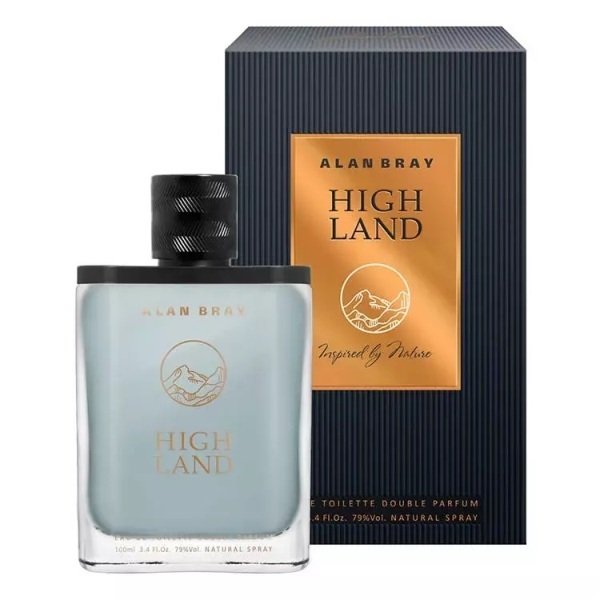 ALAN BRAY
HIGH
LAND
Inspired by Nature
TOILETTE DOUBLE PARFUM
.4 Fl.Oz. 79%Vol. NATURAL SPRAY
ALAN BRAY
HIGH
LAND
100ml 3.4 Fl.Oz. 79%Vol. NATURAL SPRAY